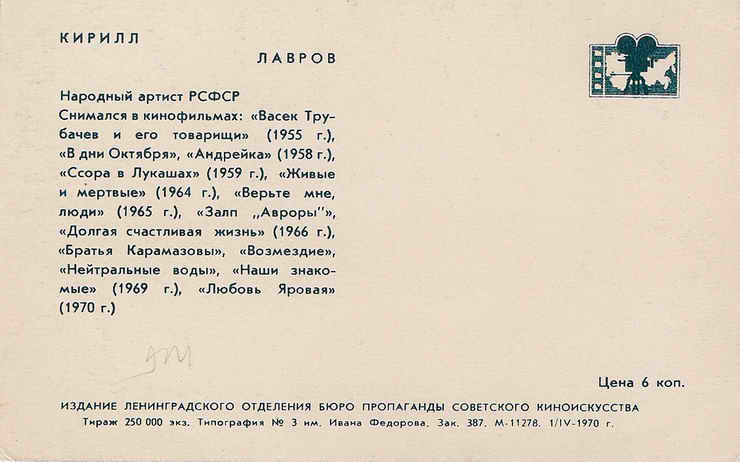 КИРИЛЛ
ЛАВРОВ
Народный артист РСФСР
Снимался в кинофильмах: «Васек Тру-
бачев и его товарищи» (1955 г.),
«В дни Октября», «Андрейка» (1958 г.),
«Ссора в Лукашах» (1959 г.), «Живые
и мертвые» (1964 г.), «Верьте мне,
люди» (1965 г.), «Залп „Авроры"»,
«Долгая счастливая жизнь» (1966 г.),
«Братья Карамазовы», «Возмездие»,
«Нейтральные воды», «Наши знако-
мые» (1969 г.), «Любовь Яровая»
(1970 г.)
Цена 6 коп.
ИЗДАНИЕ ЛЕНИНГРАДСКОГО ОТДЕЛЕНИЯ БЮРО ПРОПАГАНДЫ СОВЕТСКОГО КИНОИСКУССТВА
Тираж 250 000 экз. Типография № 3 им. Ивана Федорова. Зак. 387. М-11278. 1/IV-1970 г.